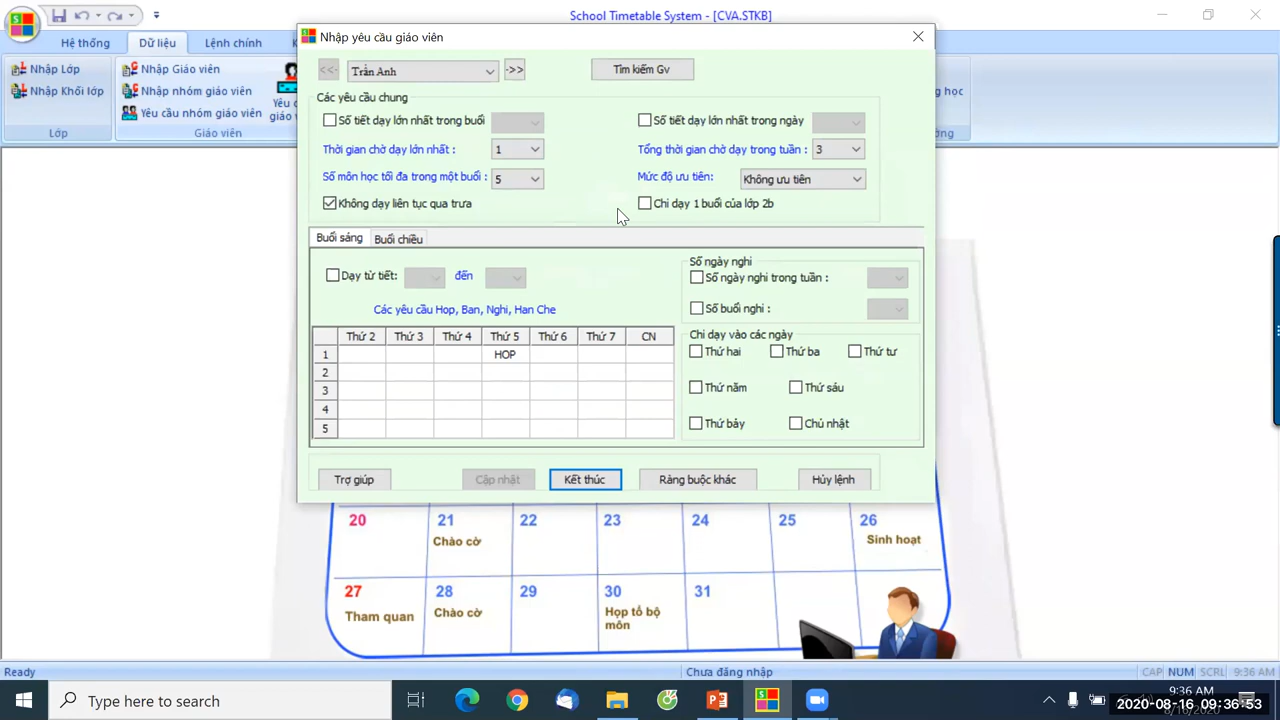 School Timetable System - [CVA.STKB]
Hệ thống
Dữ liệu
Lệnh chính
Nhập Lớp
Nhập Khối lớp
Lớp
Nhập Giáo viên
Nhập nhóm giáo viên
Yêu cầu nhóm giáo viên
Giáo viên
Nhập yêu cầu giáo viên
<<-
Trần Anh
->>
Tìm kiếm Gv
Các yêu cầu chung
Số tiết dạy lớn nhất trong buổi
Số tiết dạy lớn nhất trong ngày
Thời gian chờ dạy lớn nhất :
1
Tổng thời gian chờ dạy trong tuần :
3
Số môn học tối đa trong một buổi :
5
Mức độ ưu tiên:
Không ưu tiên
Không dạy liên tục qua trưa
Chỉ dạy 1 buổi của lớp 2b
Buổi sáng
Buổi chiều
Dạy từ tiết:
đến
Số ngày nghỉ
Số ngày nghỉ trong tuần :
Số buổi nghỉ :
Các yêu cầu Hop, Ban, Nghi, Han Che
Thứ 2 Thứ 3 Thứ 4 Thứ 5 Thứ 6 Thứ 7 CN
1 HOP
2
3
4
5
Chỉ dạy vào các ngày
Thứ hai Thứ ba Thứ tư
Thứ năm Thứ sáu
Thứ bảy Chủ nhật
Trợ giúp
Cập nhật
Kết thúc
Ràng buộc khác
Hủy lệnh
20 21 22 23 24 25 26
Chào cờ
Sinh hoạt
27 28 29 30 31
Tham quan
Chào cờ
Họp tổ bộ
môn
Ready
Chưa đăng nhập
CAP NUM SCRL 9:36 AM
Type here to search
9:36 AM
2020-08-16 09:36:53